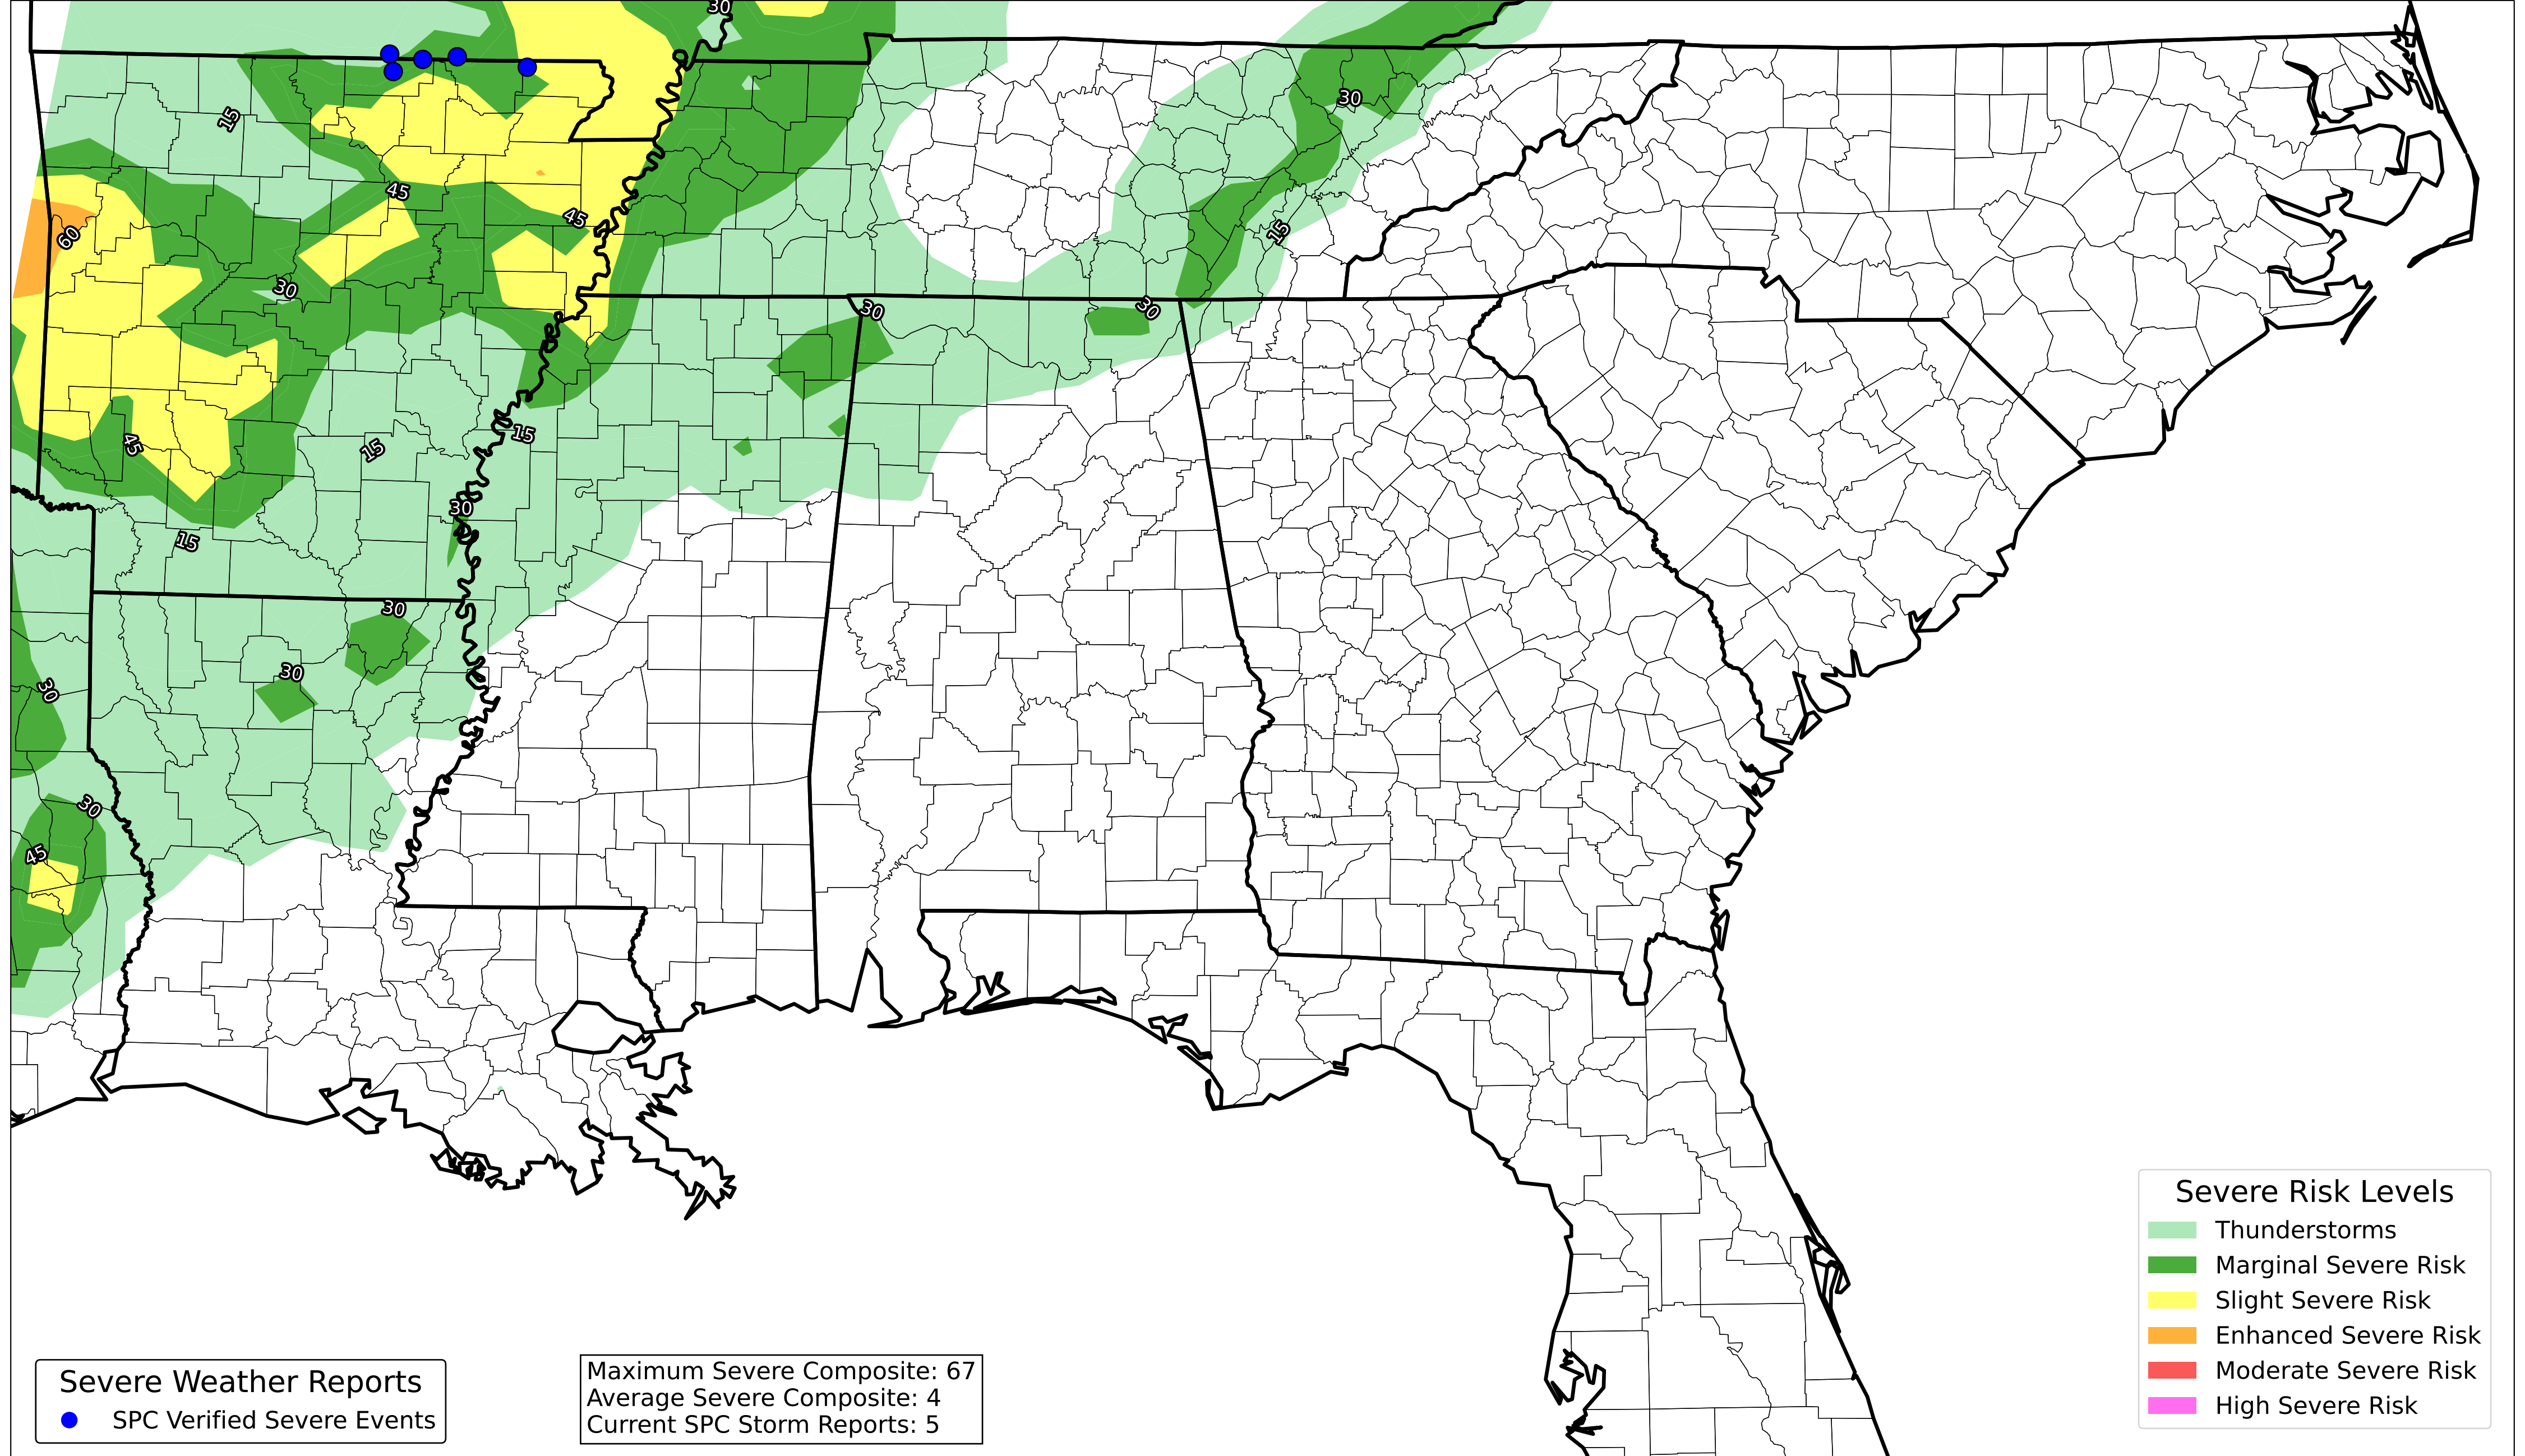 30
30
15
30
45
45
60
15
30
30
30
45
15
15
30
15
30
30
30
30
45
Severe Risk Levels
Thunderstorms
Marginal Severe Risk
Slight Severe Risk
Enhanced Severe Risk
Moderate Severe Risk
High Severe Risk
Severe Weather Reports
SPC Verified Severe Events
Maximum Severe Composite: 67
Average Severe Composite: 4
Current SPC Storm Reports: 5